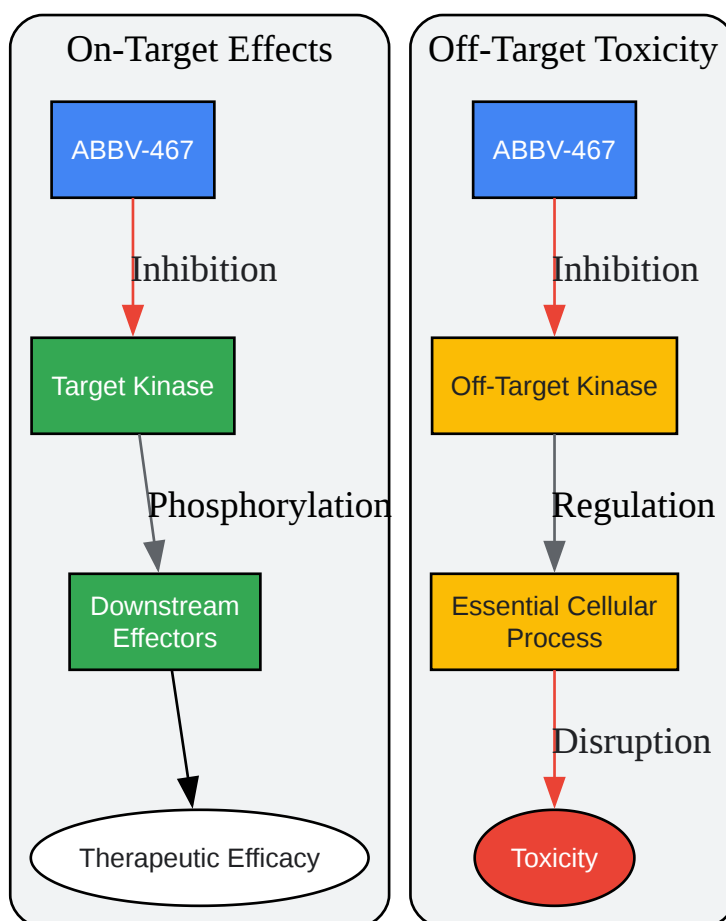 On-Target Effects
ABBV-467
Inhibition
Target Kinase
Phosphorylation
Downstream
Effectors
Therapeutic Efficacy
Off-Target Toxicity
ABBV-467
Inhibition
Off-Target Kinase
Regulation
Essential Cellular
Process
Disruption
Toxicity